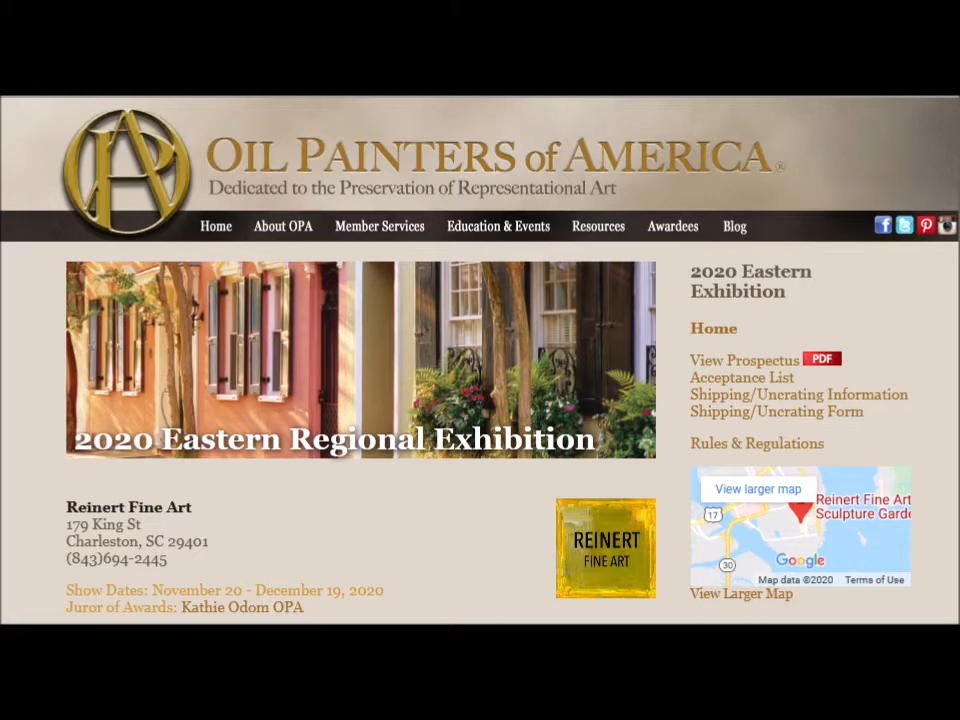 OPA
OIL PAINTERS of AMERICA®
Dedicated to the Preservation of Representational Art
Home About OPA Member Services Education & Events Resources Awardees Blog
2020 Eastern Regional Exhibition
Reinert Fine Art
179 King St
Charleston, SC 29401
(843)694-2445
Show Dates: November 20 - December 19, 2020
Juror of Awards: Kathie Odom OPA
REINERT
FINE ART
2020 Eastern
Exhibition
Home
View Prospectus PDF
Acceptance List
Shipping/Uncrating Information
Shipping/Uncrating Form
Rules & Regulations
View larger map
Reinert Fine Art
Sculpture Garde
17
30
Google
Map data ©2020 Terms of Use
View Larger Map